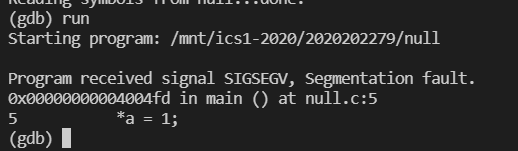 Reading symbols from null...done.
(gdb) run
Starting program: /mnt/ics1-2020/2020202279/null
Program received signal SIGSEGV, Segmentation fault.
0x00000000004004fd in main () at null.c:5
5 *a = 1;
(gdb)